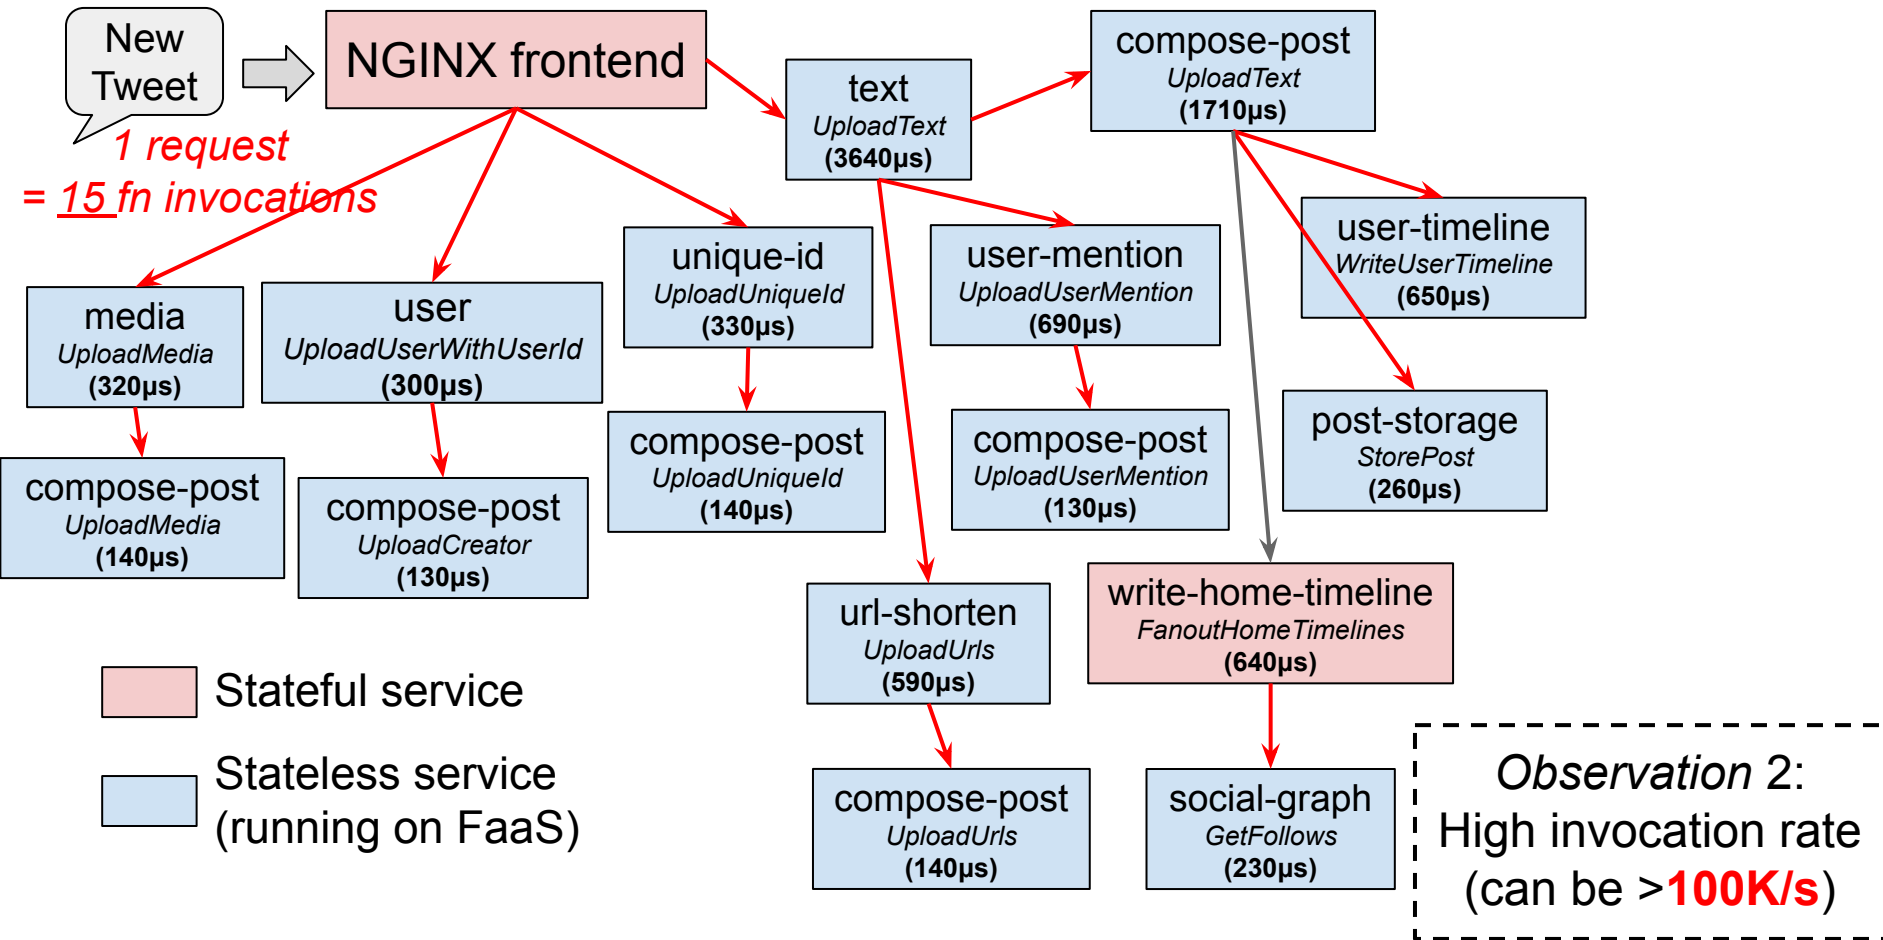 New
Tweet
1 request
= 15 fn invocations
NGINX frontend
text
UploadText
(3640µs)
compose-post
UploadText
(1710µs)
media
UploadMedia
(320µs)
user
UploadUserWithUserId
(300µs)
unique-id
UploadUniqueId
(330µs)
user-mention
UploadUserMention
(690µs)
user-timeline
WriteUserTimeline
(650µs)
compose-post
UploadMedia
(140µs)
compose-post
UploadCreator
(130µs)
compose-post
UploadUniqueId
(140µs)
compose-post
UploadUserMention
(130µs)
post-storage
StorePost
(260µs)
url-shorten
UploadUrls
(590µs)
write-home-timeline
FanoutHomeTimelines
(640µs)
compose-post
UploadUrls
(140µs)
social-graph
GetFollows
(230µs)
Stateful service
Stateless service
(running on FaaS)
Observation 2:
High invocation rate
(can be >100K/s)